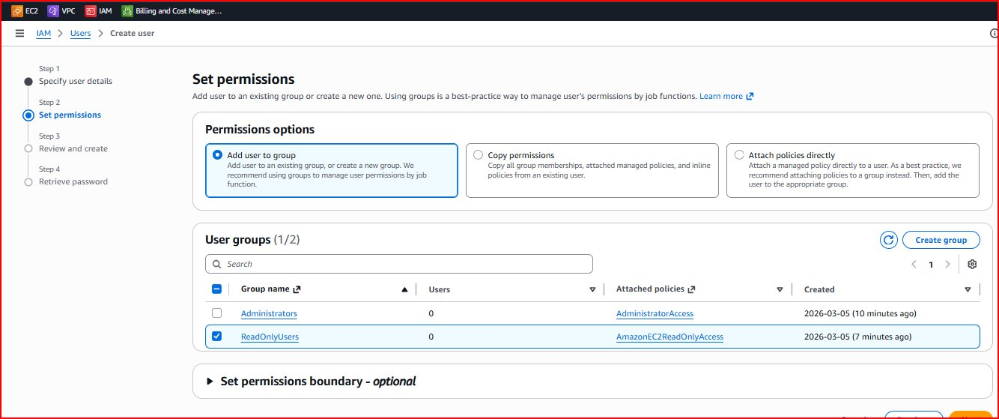 EC2 VPC IAM Billing and Cost Manage...
IAM > Users > Create user
Step 1
Specify user details
Step 2
Set permissions
Step 3
Review and create
Step 4
Retrieve password
Set permissions
Add user to an existing group or create a new one. Using groups is a best-practice way to manage user's permissions by job functions. Learn more
Permissions options
Add user to group
Add user to an existing group, or create a new group. We
recommend using groups to manage user permissions by job
function.
Copy permissions
Copy all group memberships, attached managed policies, and inline
policies from an existing user.
Attach policies directly
Attach a managed policy directly to a user. As a best practice, we
recommend attaching policies to a group instead. Then, add the
user to the appropriate group.
User groups (1/2)
Create group
Search
1
Group name Users Attached policies Created
Administrators 0 AdministratorAccess 2026-03-05 (10 minutes ago)
ReadOnlyUsers 0 AmazonEC2ReadOnlyAccess 2026-03-05 (7 minutes ago)
Set permissions boundary - optional